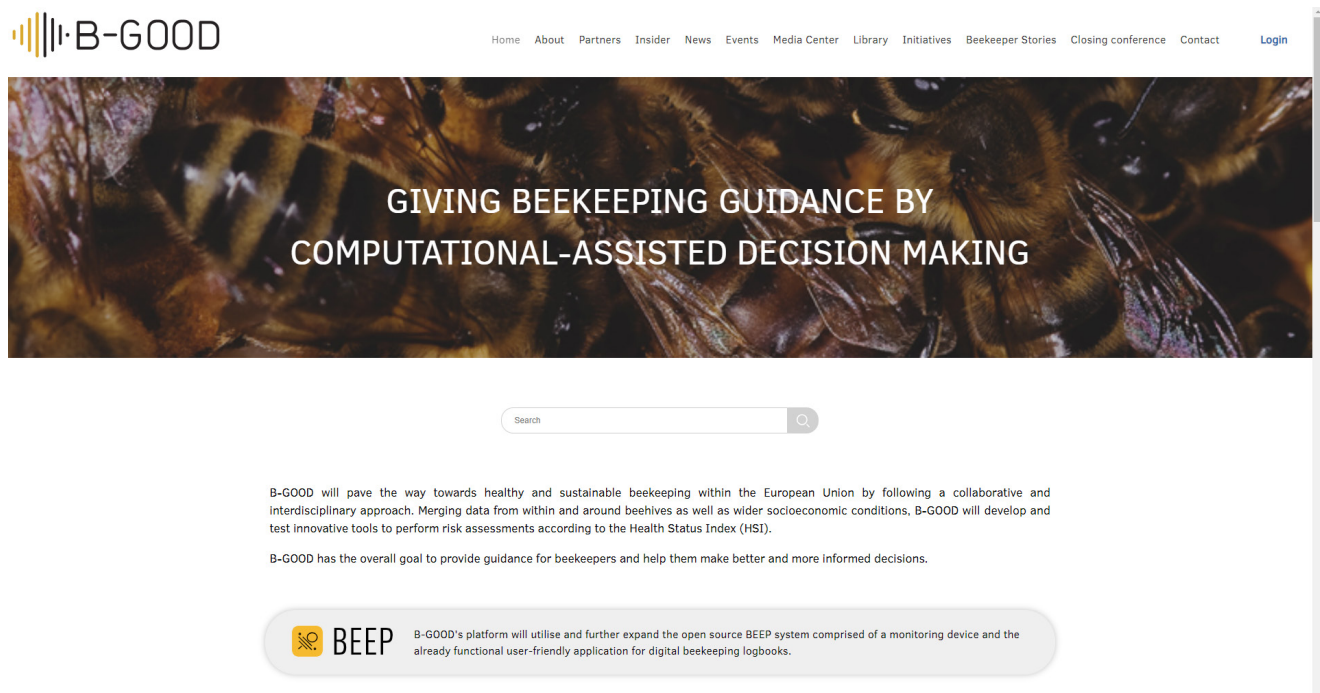 B-GOOD
Home About Partners Insider News Events Media Center Library Initiatives Beekeeper Stories Closing conference Contact Login
GIVING BEEKEEPING GUIDANCE BY
COMPUTATIONAL-ASSISTED DECISION MAKING
Search
B-GOOD will pave the way towards healthy and sustainable beekeeping within the European Union by following a collaborative and
interdisciplinary approach. Merging data from within and around beehives as well as wider socioeconomic conditions, B-GOOD will develop and
test innovative tools to perform risk assessments according to the Health Status Index (HSI).
B-GOOD has the overall goal to provide guidance for beekeepers and help them make better and more informed decisions.
BEEP
B-GOOD's platform will utilise and further expand the open source BEEP system comprised of a monitoring device and the
already functional user-friendly application for digital beekeeping logbooks.